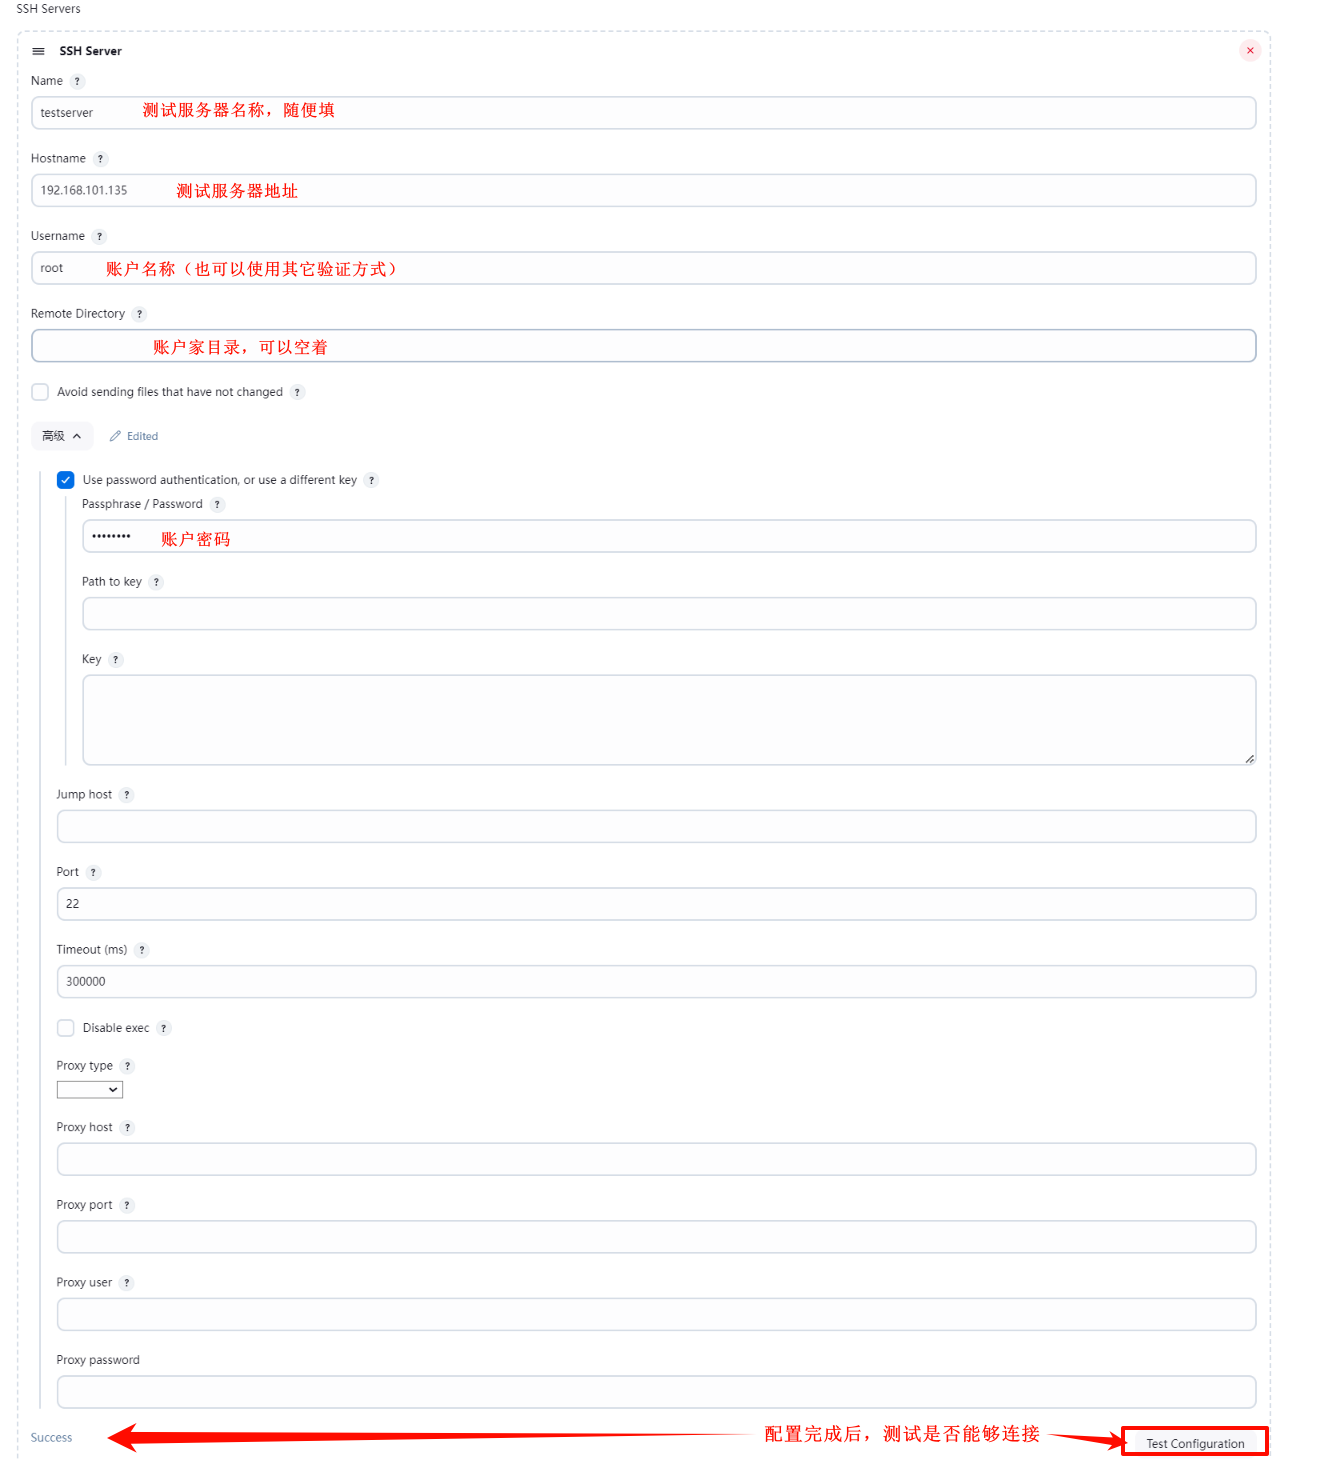 SSH Servers
SSH Server
Name ?
testserver 测试服务器名称，随便填
Hostname ?
192.168.101.135 测试服务器地址
Username ?
root 账户名称（也可以使用其它验证方式）
Remote Directory ?
账户家目录，可以空着
Avoid sending files that have not changed ?
高级 Edited
Use password authentication, or use a different key ?
Passphrase / Password ?
•••••••• 账户密码
Path to key ?
Key ?
Jump host ?
Port ?
22
Timeout (ms) ?
300000
Disable exec ?
Proxy type ?
Proxy host ?
Proxy port ?
Proxy user ?
Proxy password
Success 配置完成后，测试是否能够连接 Test Configuration